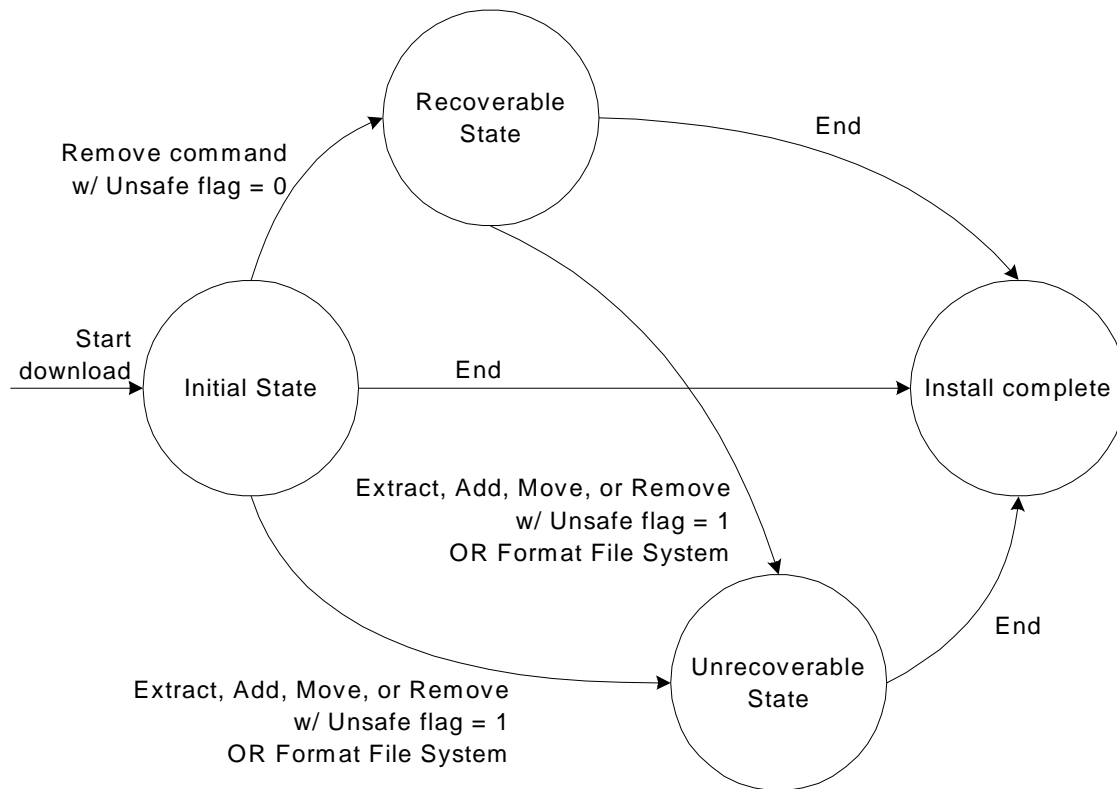 Recoverable
State
End
Remove command
w/ Unsafe flag = 0
Start
download
Initial State
End
Install complete
Extract, Add, Move, or Remove
w/ Unsafe flag = 1
OR Format File System
End
Unrecoverable
State
Extract, Add, Move, or Remove
w/ Unsafe flag = 1
OR Format File System